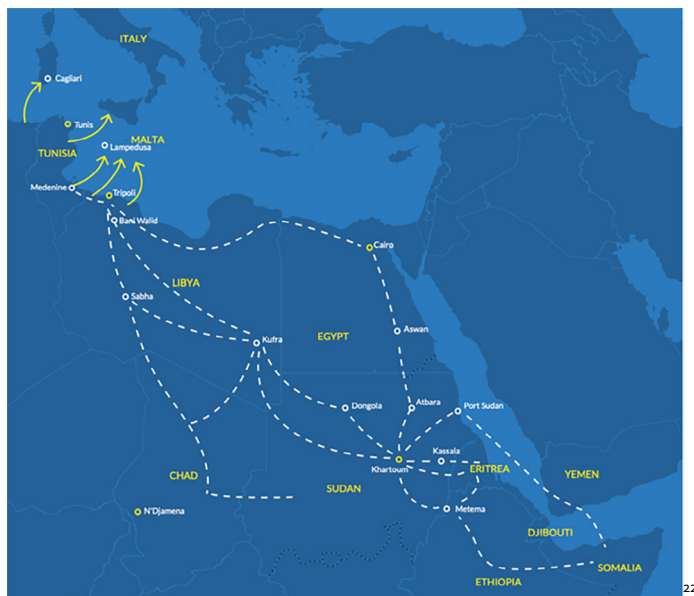 ITALY
Cagliari
Tunis
MALTA
Lampedusa
TUNISIA
Medenine
Tripoli
Bani Walid
Cairo
LIBYA
Sabha
EGYPT
Aswan
Kufra
Dongola
Atbara
Port Sudan
Kassala
Khartoum
ERITREA
CHAD
YEMEN
SUDAN
N'Djamena
Metema
DJIBOUTI
SOMALIA
ETHIOPIA
22